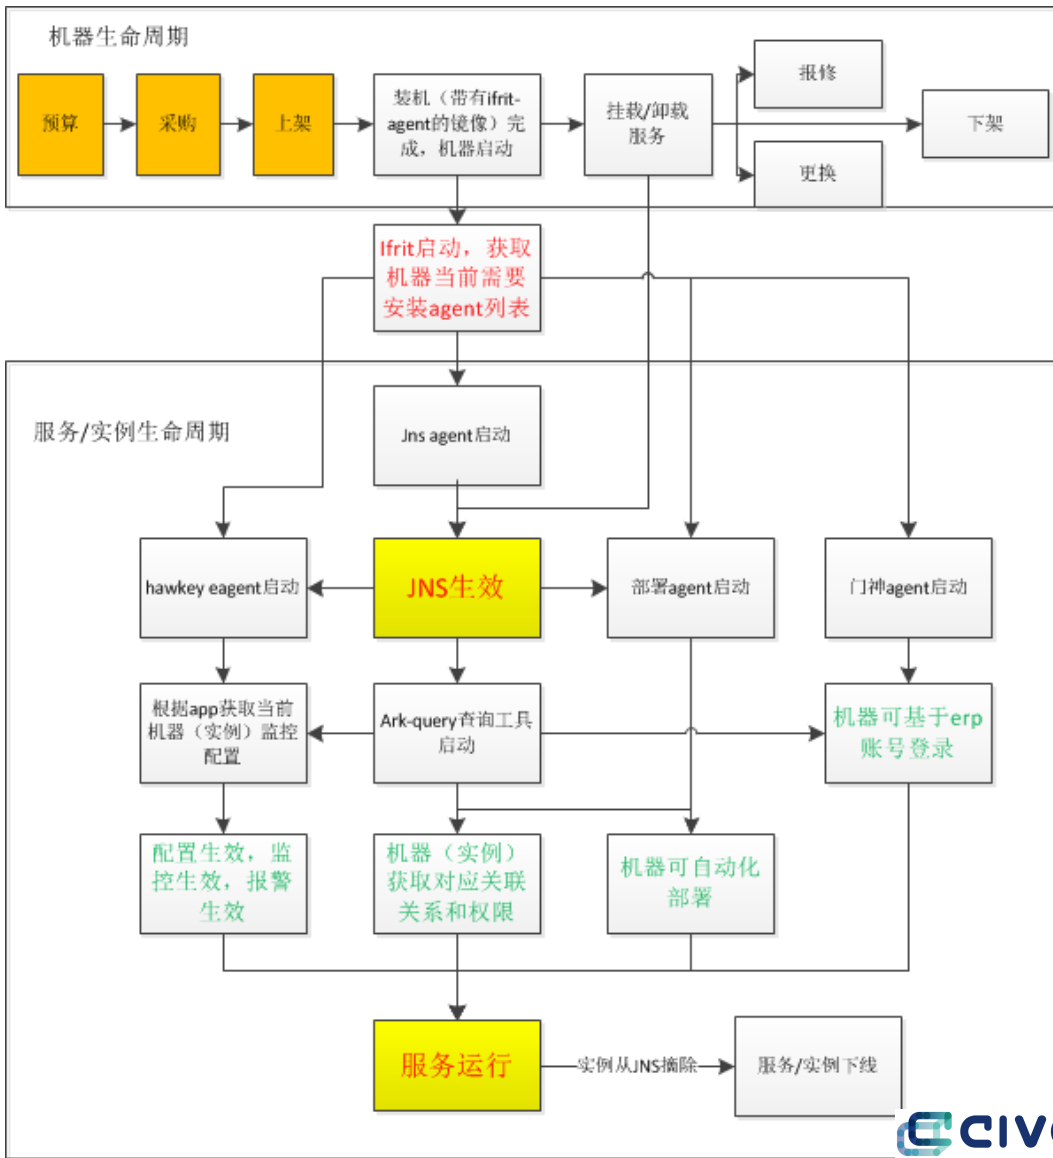 机器生命周期
预算
采购
上架
装机（带有ifrit-
agent的镜像）完
成，机器启动
挂载/卸载
服务
报修
更换
下架
Ifrit启动，获取
机器当前需要
安装agent列表
服务/实例生命周期
Jns agent启动
hawkey eagent启动
JNS生效
部署agent启动
门神agent启动
根据app获取当前
机器（实例）监控
配置
Ark-query查询工具
启动
机器可基于erp
账号登录
配置生效，监
控生效，报警
生效
机器（实例）
获取对应关联
关系和权限
机器可自动化
部署
服务运行
实例从JNS摘除
服务/实例下线